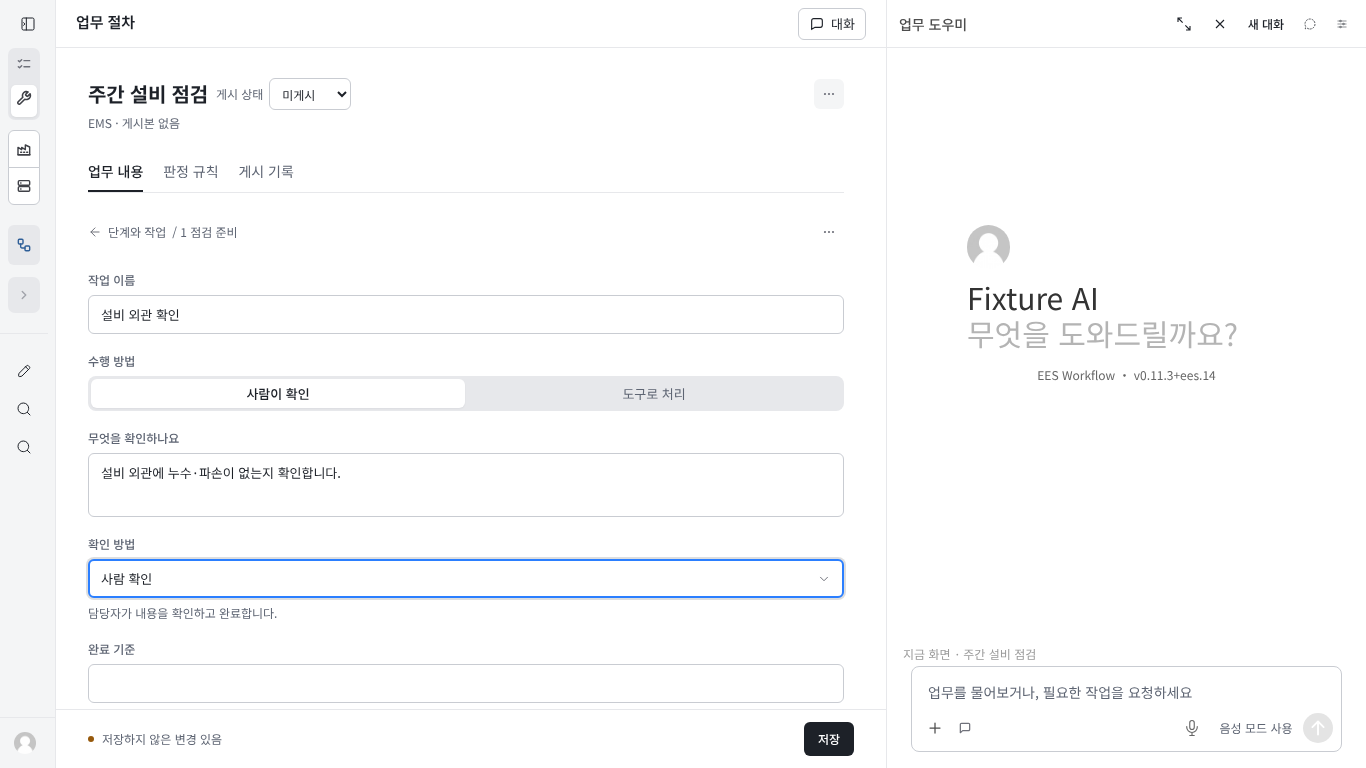 업무 절차
대화
주간 설비 점검
게시 상태
미게시
EMS · 게시본 없음
업무 내용
판정 규칙
게시 기록
단계와 작업 / 1 점검 준비
작업 이름
설비 외관 확인
수행 방법
사람이 확인
도구로 처리
무엇을 확인하나요
설비 외관에 누수·파손이 없는지 확인합니다.
확인 방법
사람 확인
담당자가 내용을 확인하고 완료합니다.
완료 기준
저장하지 않은 변경 있음
저장
업무 도우미
새 대화
Fixture AI
무엇을 도와드릴까요?
EES Workflow · v0.11.3+ees.14
지금 화면 · 주간 설비 점검
업무를 물어보거나, 필요한 작업을 요청하세요
음성 모드 사용